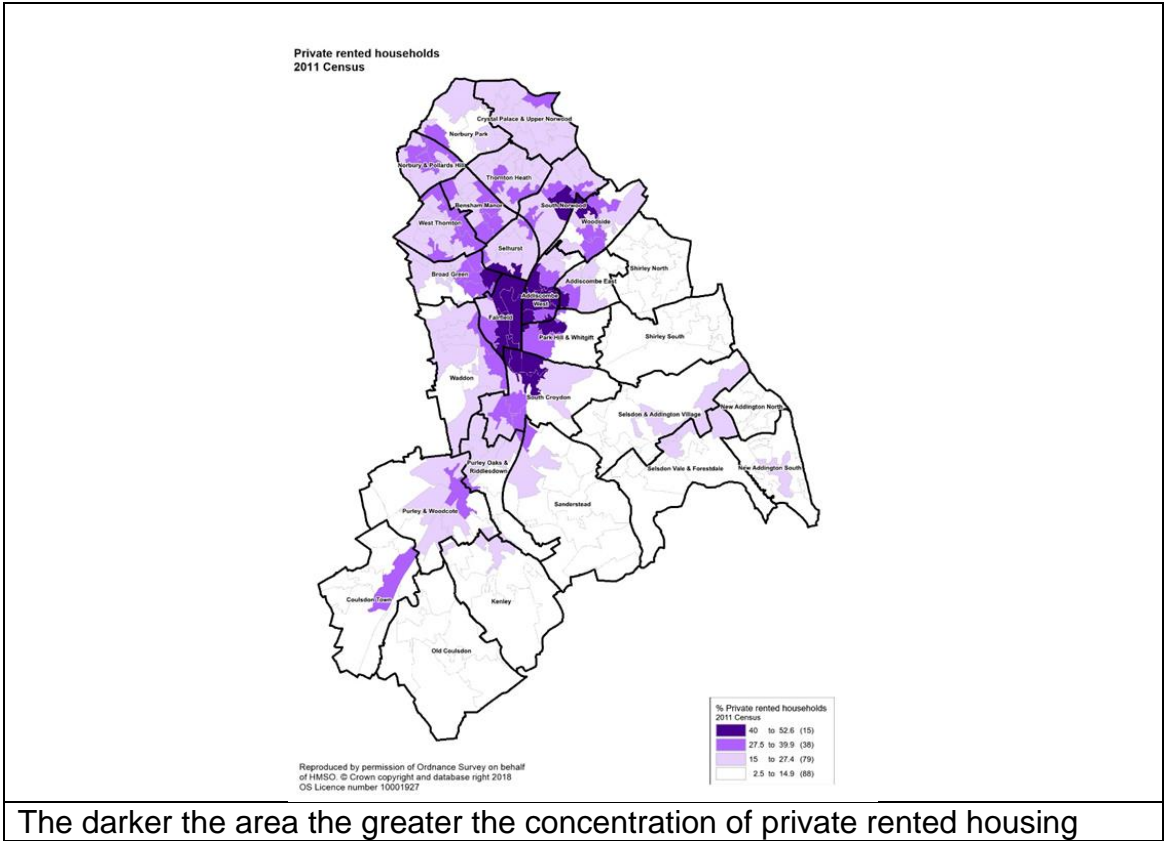 Private rented households
2011 Census
Crystal Palace & Upper Norwood
Norbury Park
Norbury & Pollards Hill
Thornton Heath
Bensham Manor
South Norwood
West Thornton
Woodside
Selhurst
Broad Green
Addiscombe East
Shirley North
Addiscombe
West
Fairfield
Park Hill & Whitgift
Shirley South
Waddon
South Croydon
New Addington North
Selsdon & Addington Village
Purley Oaks &
Riddlesdown
Selsdon Vale & Forestdale
New Addington South
Sanderstead
Purley & Woodcote
Coulsdon Town
Kenley
Old Coulsdon
% Private rented households
2011 Census
40 to 52.6 (15)
27.5 to 39.9 (38)
15 to 27.4 (79)
2.5 to 14.9 (88)
Reproduced by permission of Ordnance Survey on behalf
of HMSO. © Crown copyright and database right 2018
OS Licence number 10001927
The darker the area the greater the concentration of private rented housing